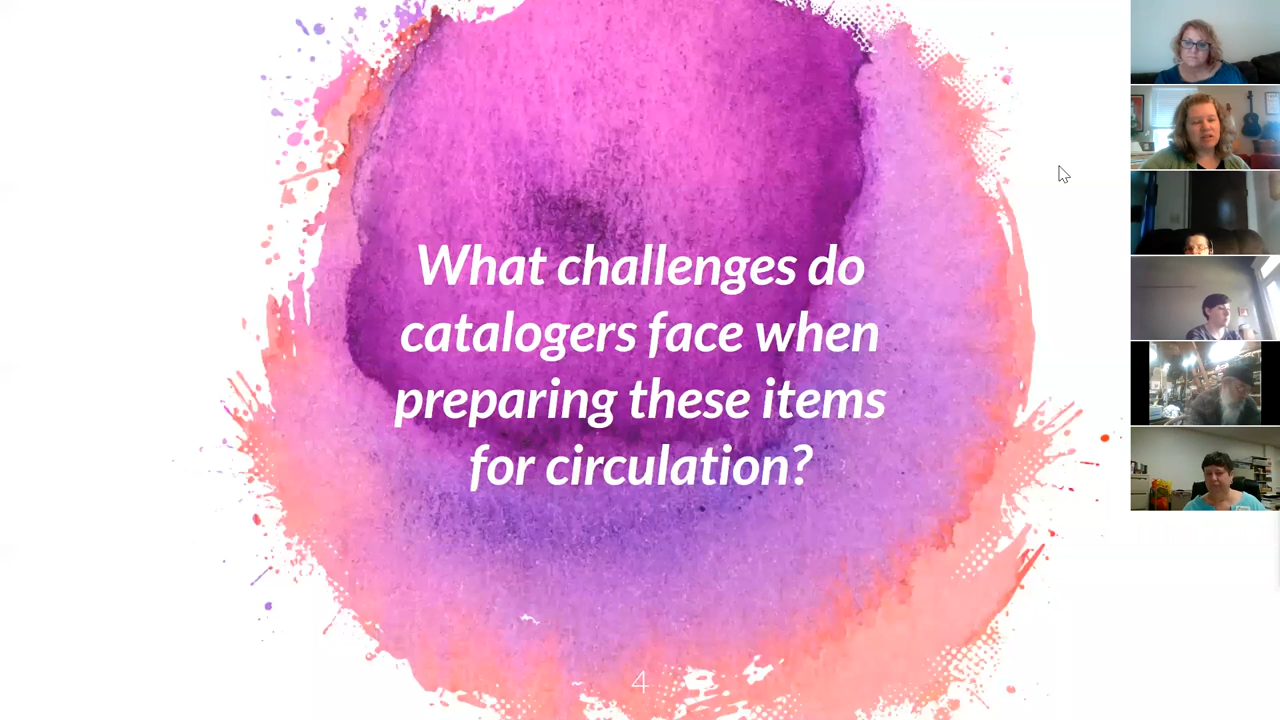 What challenges do
catalogers face when
preparing these items
for circulation?
4